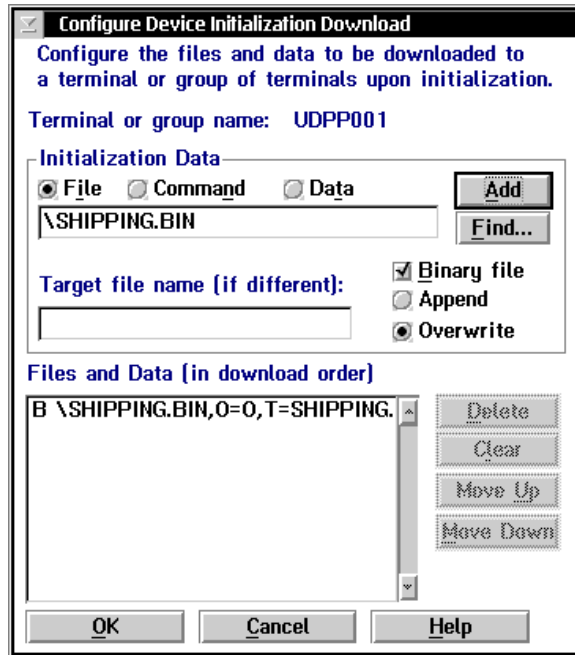 Configure Device Initialization Download
Configure the files and data to be downloaded to
a terminal or group of terminals upon initialization.
Terminal or group name: UDPP001
Initialization Data
File Command Data Add
\SHIPPING.BIN Find...
Binary file
Target file name (if different): Append
Overwrite
Files and Data (in download order)
B \SHIPPING.BIN,O=O,T=SHIPPING. Delete
Clear
Move Up
Move Down
OK Cancel Help